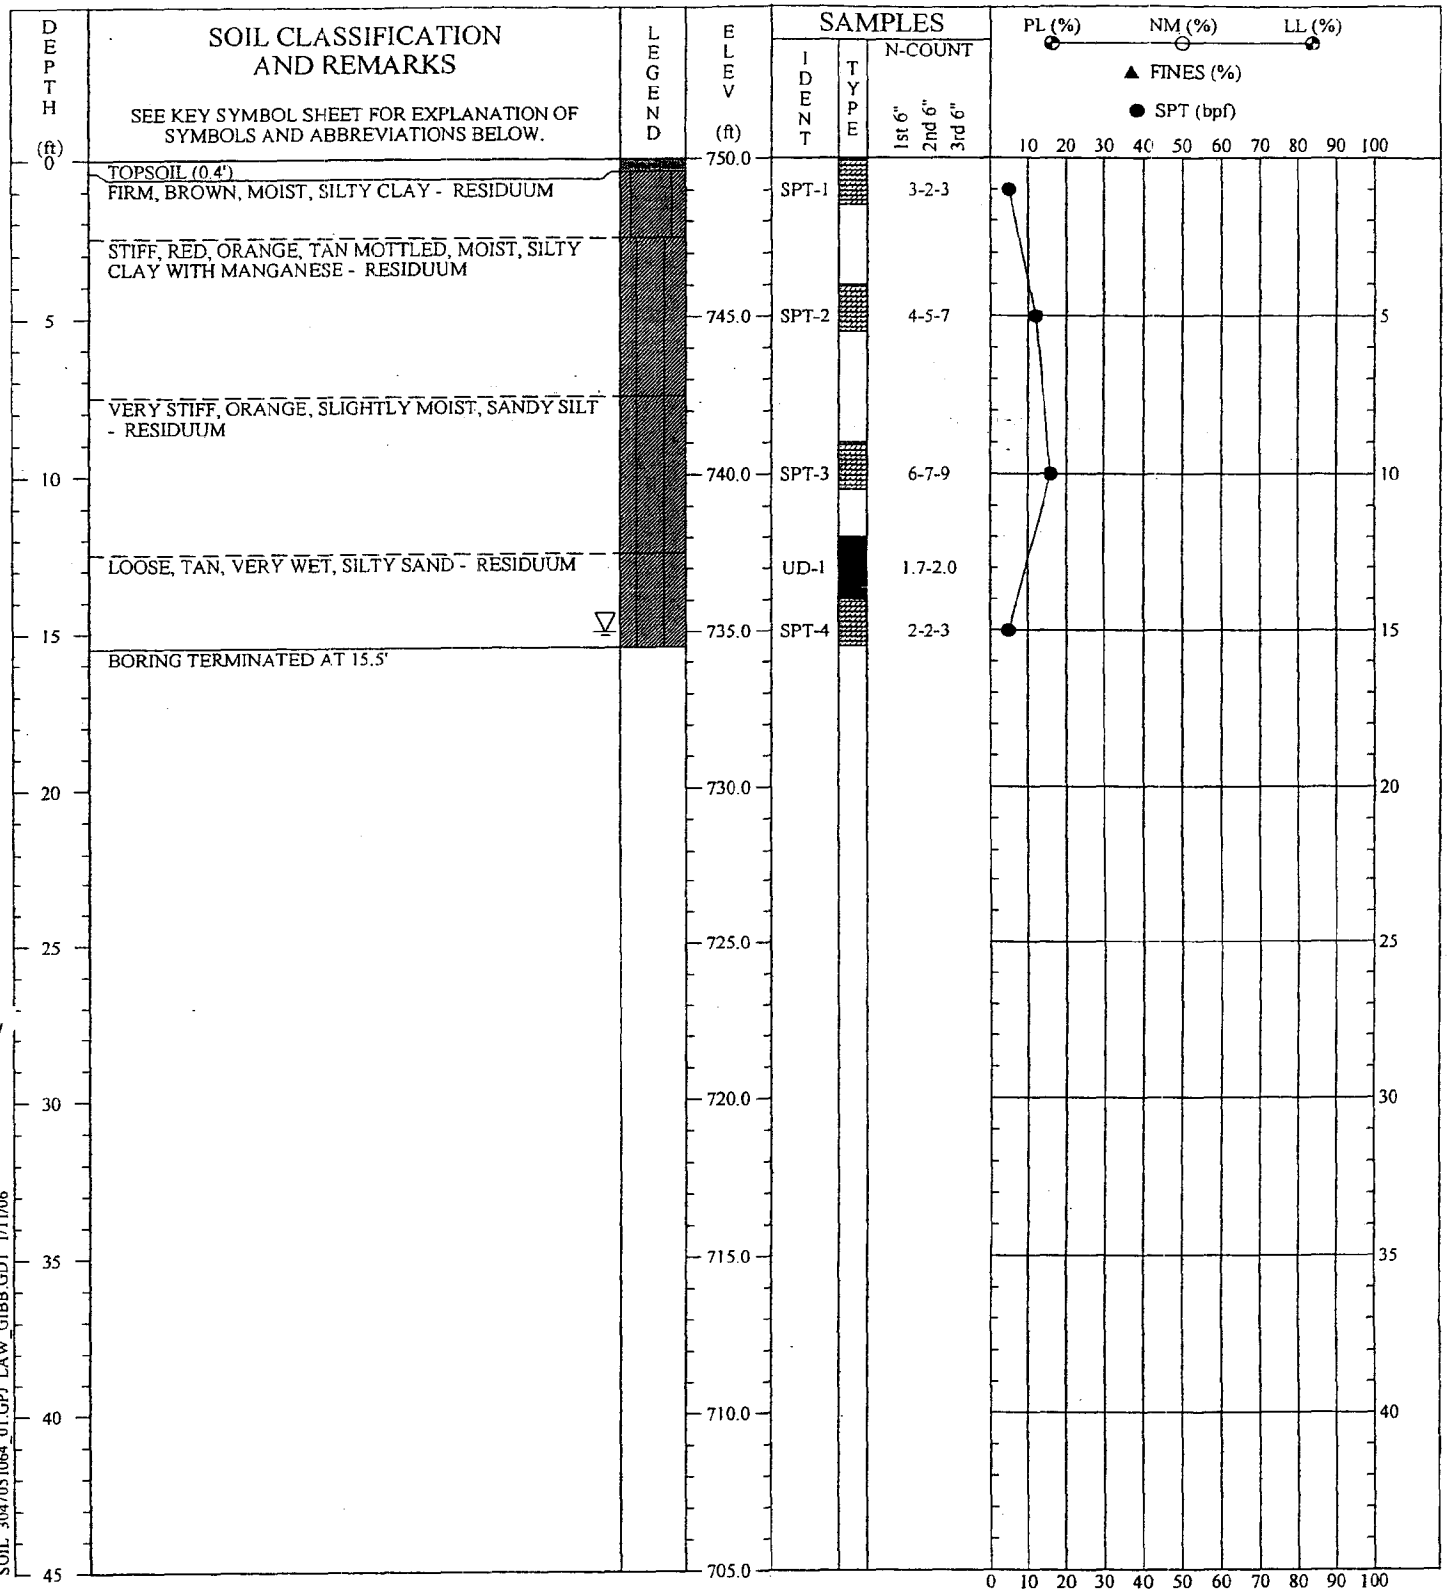 DEPTH
(ft)
SOIL CLASSIFICATION
AND REMARKS
SEE KEY SYMBOL SHEET FOR EXPLANATION OF
SYMBOLS AND ABBREVIATIONS BELOW.
LEGEND
ELEV
(ft)
SAMPLES
IDENT
TYPE
N-COUNT
1st 6"
2nd 6"
3rd 6"
PL (%) NM (%) LL (%)
▲ FINES (%)
● SPT (bpf)
10 20 30 40 50 60 70 80 90 100
0 750.0
TOPSOIL (0.4')
FIRM, BROWN, MOIST, SILTY CLAY - RESIDUUM SPT-1 3-2-3
STIFF, RED, ORANGE, TAN MOTTLED, MOIST, SILTY
CLAY WITH MANGANESE - RESIDUUM
5 745.0 SPT-2 4-5-7 5
VERY STIFF, ORANGE, SLIGHTLY MOIST, SANDY SILT
- RESIDUUM
10 740.0 SPT-3 6-7-9 10
LOOSE, TAN, VERY WET, SILTY SAND - RESIDUUM UD-1 1.7-2.0
15 735.0 SPT-4 2-2-3 15
BORING TERMINATED AT 15.5'
20 730.0 20
25 725.0 25
30 720.0 30
35 715.0 35
40 710.0 40
45 705.0
0 10 20 30 40 50 60 70 80 90 100
SOIL 3047051064_01.GPJ LAW_GIBB.GDT 1/11/06